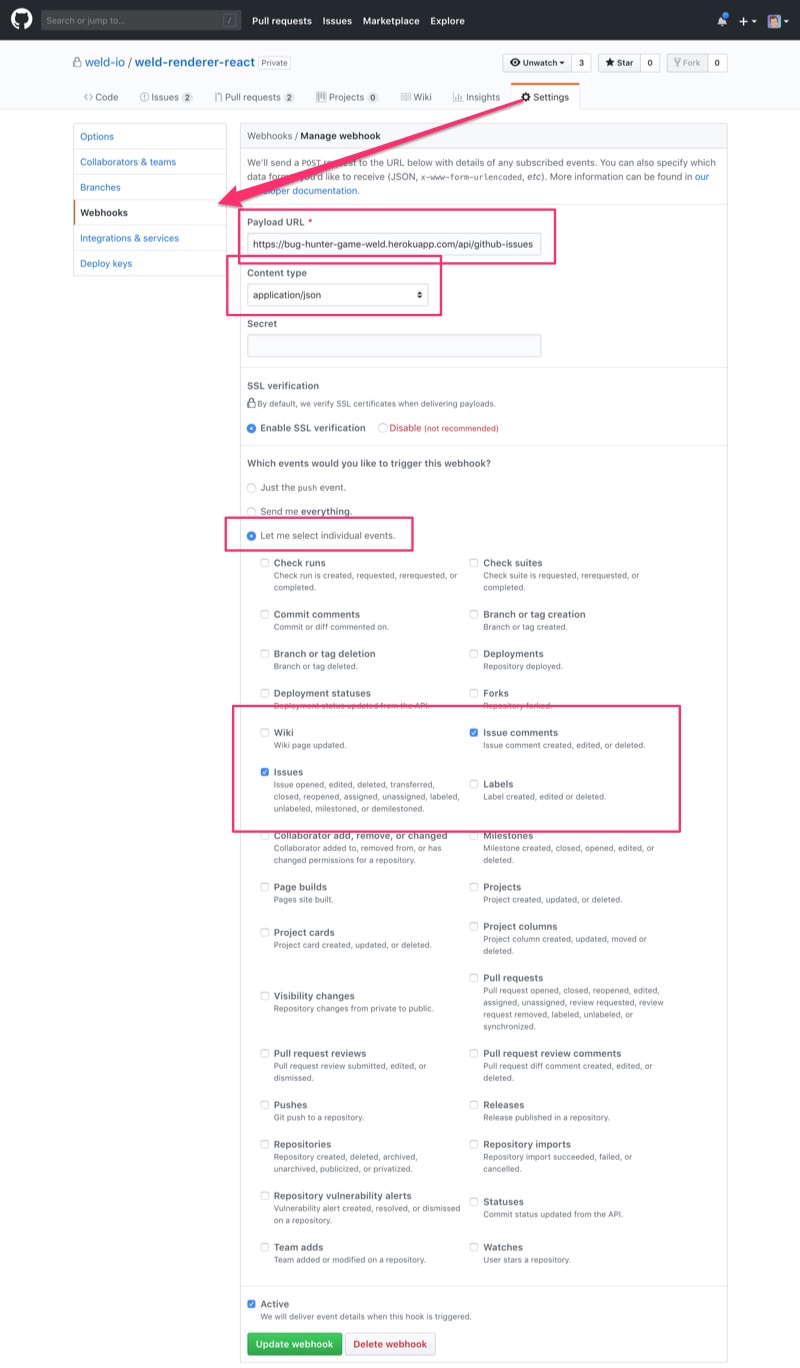 Search or jump to...
/
Pull requests Issues Marketplace Explore
weld-io / weld-renderer-react Private
Unwatch 3 Star 0 Fork 0
Code Issues 2 Pull requests 2 Projects 0 Wiki Insights Settings
Options
Collaborators & teams
Branches
Webhooks
Integrations & services
Deploy keys
Webhooks / Manage webhook
We'll send a POST request to the URL below with details of any subscribed events. You can also specify which
data you'd like to receive (JSON, x-www-form-urlencoded, etc). More information can be found in our
documentation.
Payload URL *
https://bug-hunter-game-weld.herokuapp.com/api/github-issues
Content type
application/json
Secret
SSL verification
By default, we verify SSL certificates when delivering payloads.
Enable SSL verification Disable (not recommended)
Which events would you like to trigger this webhook?
Just the push event.
Send me everything.
Let me select individual events.
Check runs
Check run is created, requested, rerequested, or
completed.
Check suites
Check suite is requested, rerequested, or
completed.
Commit comments
Commit or diff commented on.
Branch or tag creation
Branch or tag created.
Branch or tag deletion
Branch or tag deleted.
Deployments
Repository deployed.
Deployment statuses
Deployment status updated from the API.
Forks
Repository forked.
Wiki
Wiki page updated.
Issue comments
Issue comment created, edited, or deleted.
Issues
Issue opened, edited, deleted, transferred,
closed, reopened, assigned, unassigned, labeled,
unlabeled, milestoned, or demilestoned.
Labels
Label created, edited or deleted.
Collaborator add, remove, or changed
Collaborator added to, removed from, or has
changed permissions for a repository.
Milestones
Milestone created, closed, opened, edited, or
deleted.
Page builds
Pages site built.
Projects
Project created, updated, or deleted.
Project cards
Project card created, updated, or deleted.
Project columns
Project column created, updated, moved or
deleted.
Visibility changes
Repository changes from private to public.
Pull requests
Pull request opened, closed, reopened, edited,
assigned, unassigned, review requested, review
request removed, labeled, unlabeled, or
synchronized.
Pull request reviews
Pull request review submitted, edited, or
dismissed.
Pull request review comments
Pull request diff comment created, edited, or
deleted.
Pushes
Git push to a repository.
Releases
Release published in a repository.
Repositories
Repository created, deleted, archived,
unarchived, publicized, or privatized.
Repository imports
Repository import succeeded, failed, or
cancelled.
Repository vulnerability alerts
Vulnerability alert created, resolved, or dismissed
on a repository.
Statuses
Commit status updated from the API.
Team adds
Team added or modified on a repository.
Watches
User stars a repository.
Active
We will deliver event details when this hook is triggered.
Update webhook Delete webhook